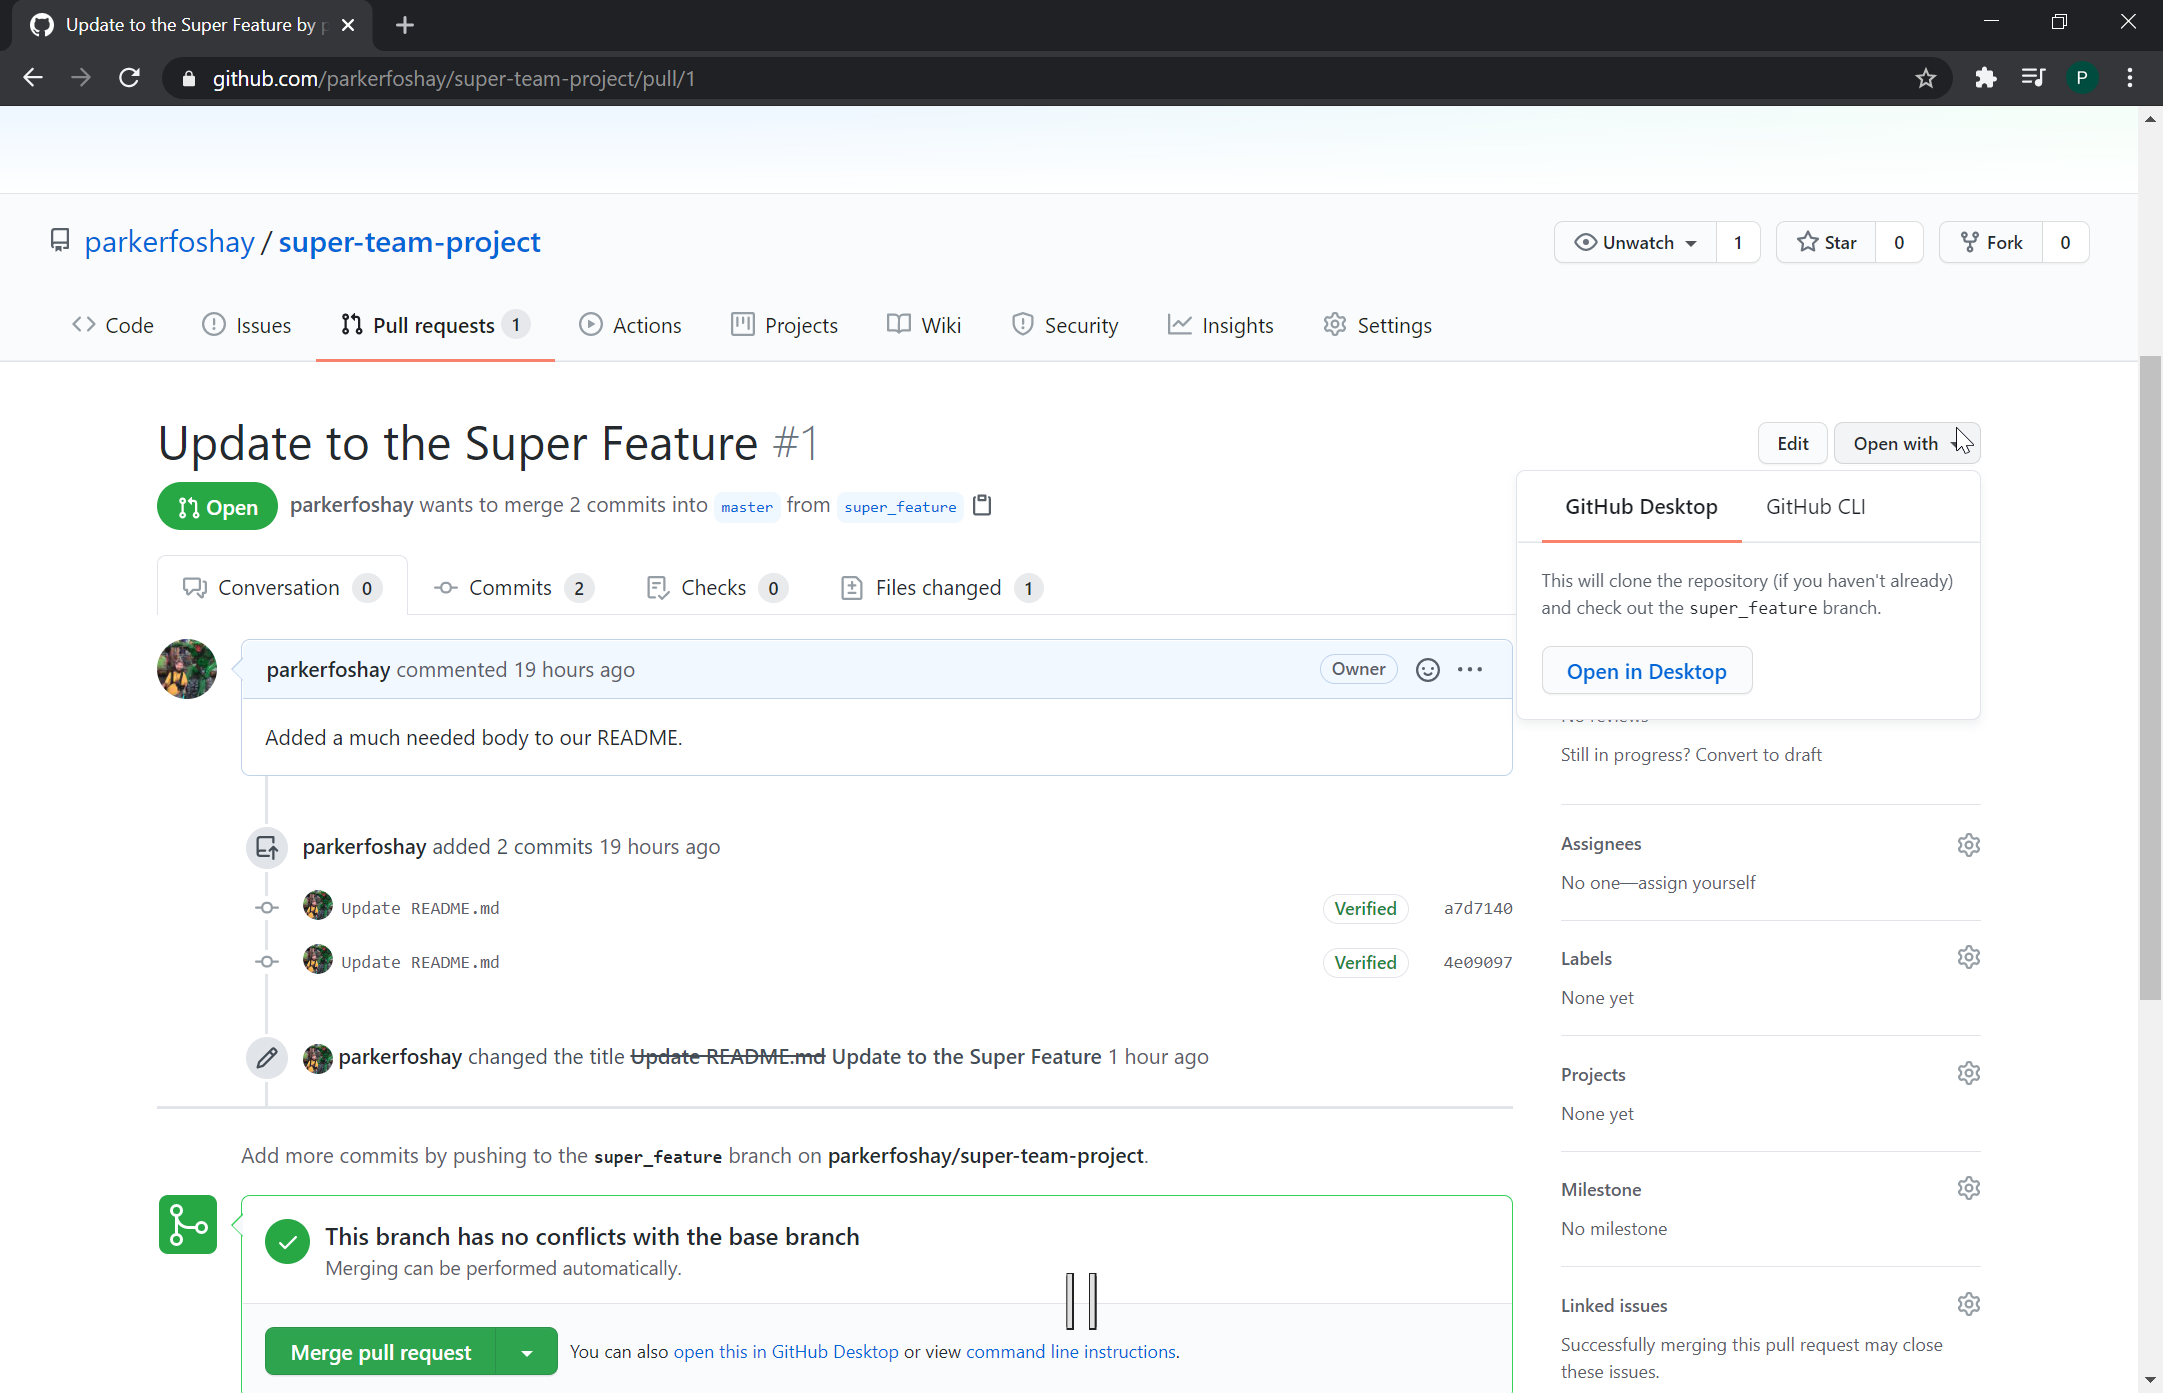 Update to the Super Feature by p
github.com/parkerfoshay/super-team-project/pull/1
P
parkerfoshay / super-team-project
Unwatch 1
Star 0
Fork 0
Code
Issues
Pull requests 1
Actions
Projects
Wiki
Security
Insights
Settings
Update to the Super Feature #1
Edit
Open with
Open
parkerfoshay wants to merge 2 commits into master from super_feature
GitHub Desktop
GitHub CLI
This will clone the repository (if you haven't already)
and check out the super_feature branch.
Open in Desktop
Conversation 0
Commits 2
Checks 0
Files changed 1
parkerfoshay commented 19 hours ago
Owner
Added a much needed body to our README.
No reviews
Still in progress? Convert to draft
parkerfoshay added 2 commits 19 hours ago
Update README.md
Verified
a7d7140
Update README.md
Verified
4e09097
parkerfoshay changed the title Update README.md Update to the Super Feature 1 hour ago
Assignees
No one—assign yourself
Labels
None yet
Projects
None yet
Milestone
No milestone
Linked issues
Successfully merging this pull request may close
these issues.
Add more commits by pushing to the super_feature branch on parkerfoshay/super-team-project.
This branch has no conflicts with the base branch
Merging can be performed automatically.
Merge pull request
You can also open this in GitHub Desktop or view command line instructions.